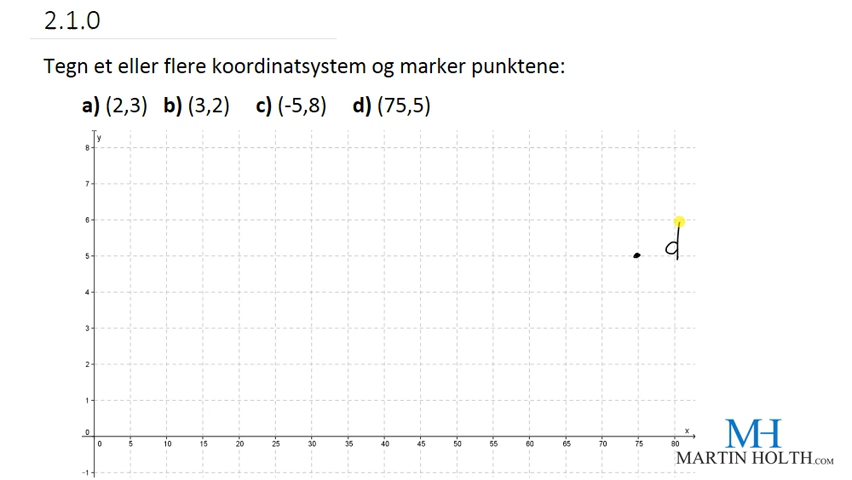 2.1.0
Tegn et eller flere koordinatsystem og marker punktene:
a) (2,3) b) (3,2) c) (-5,8) d) (75,5)
y
8
7
6
d
5
4
3
2
1
0
x
0 5 10 15 20 25 30 35 40 45 50 55 60 65 70 75 80
-1
MH
MARTIN HOLTH.COM